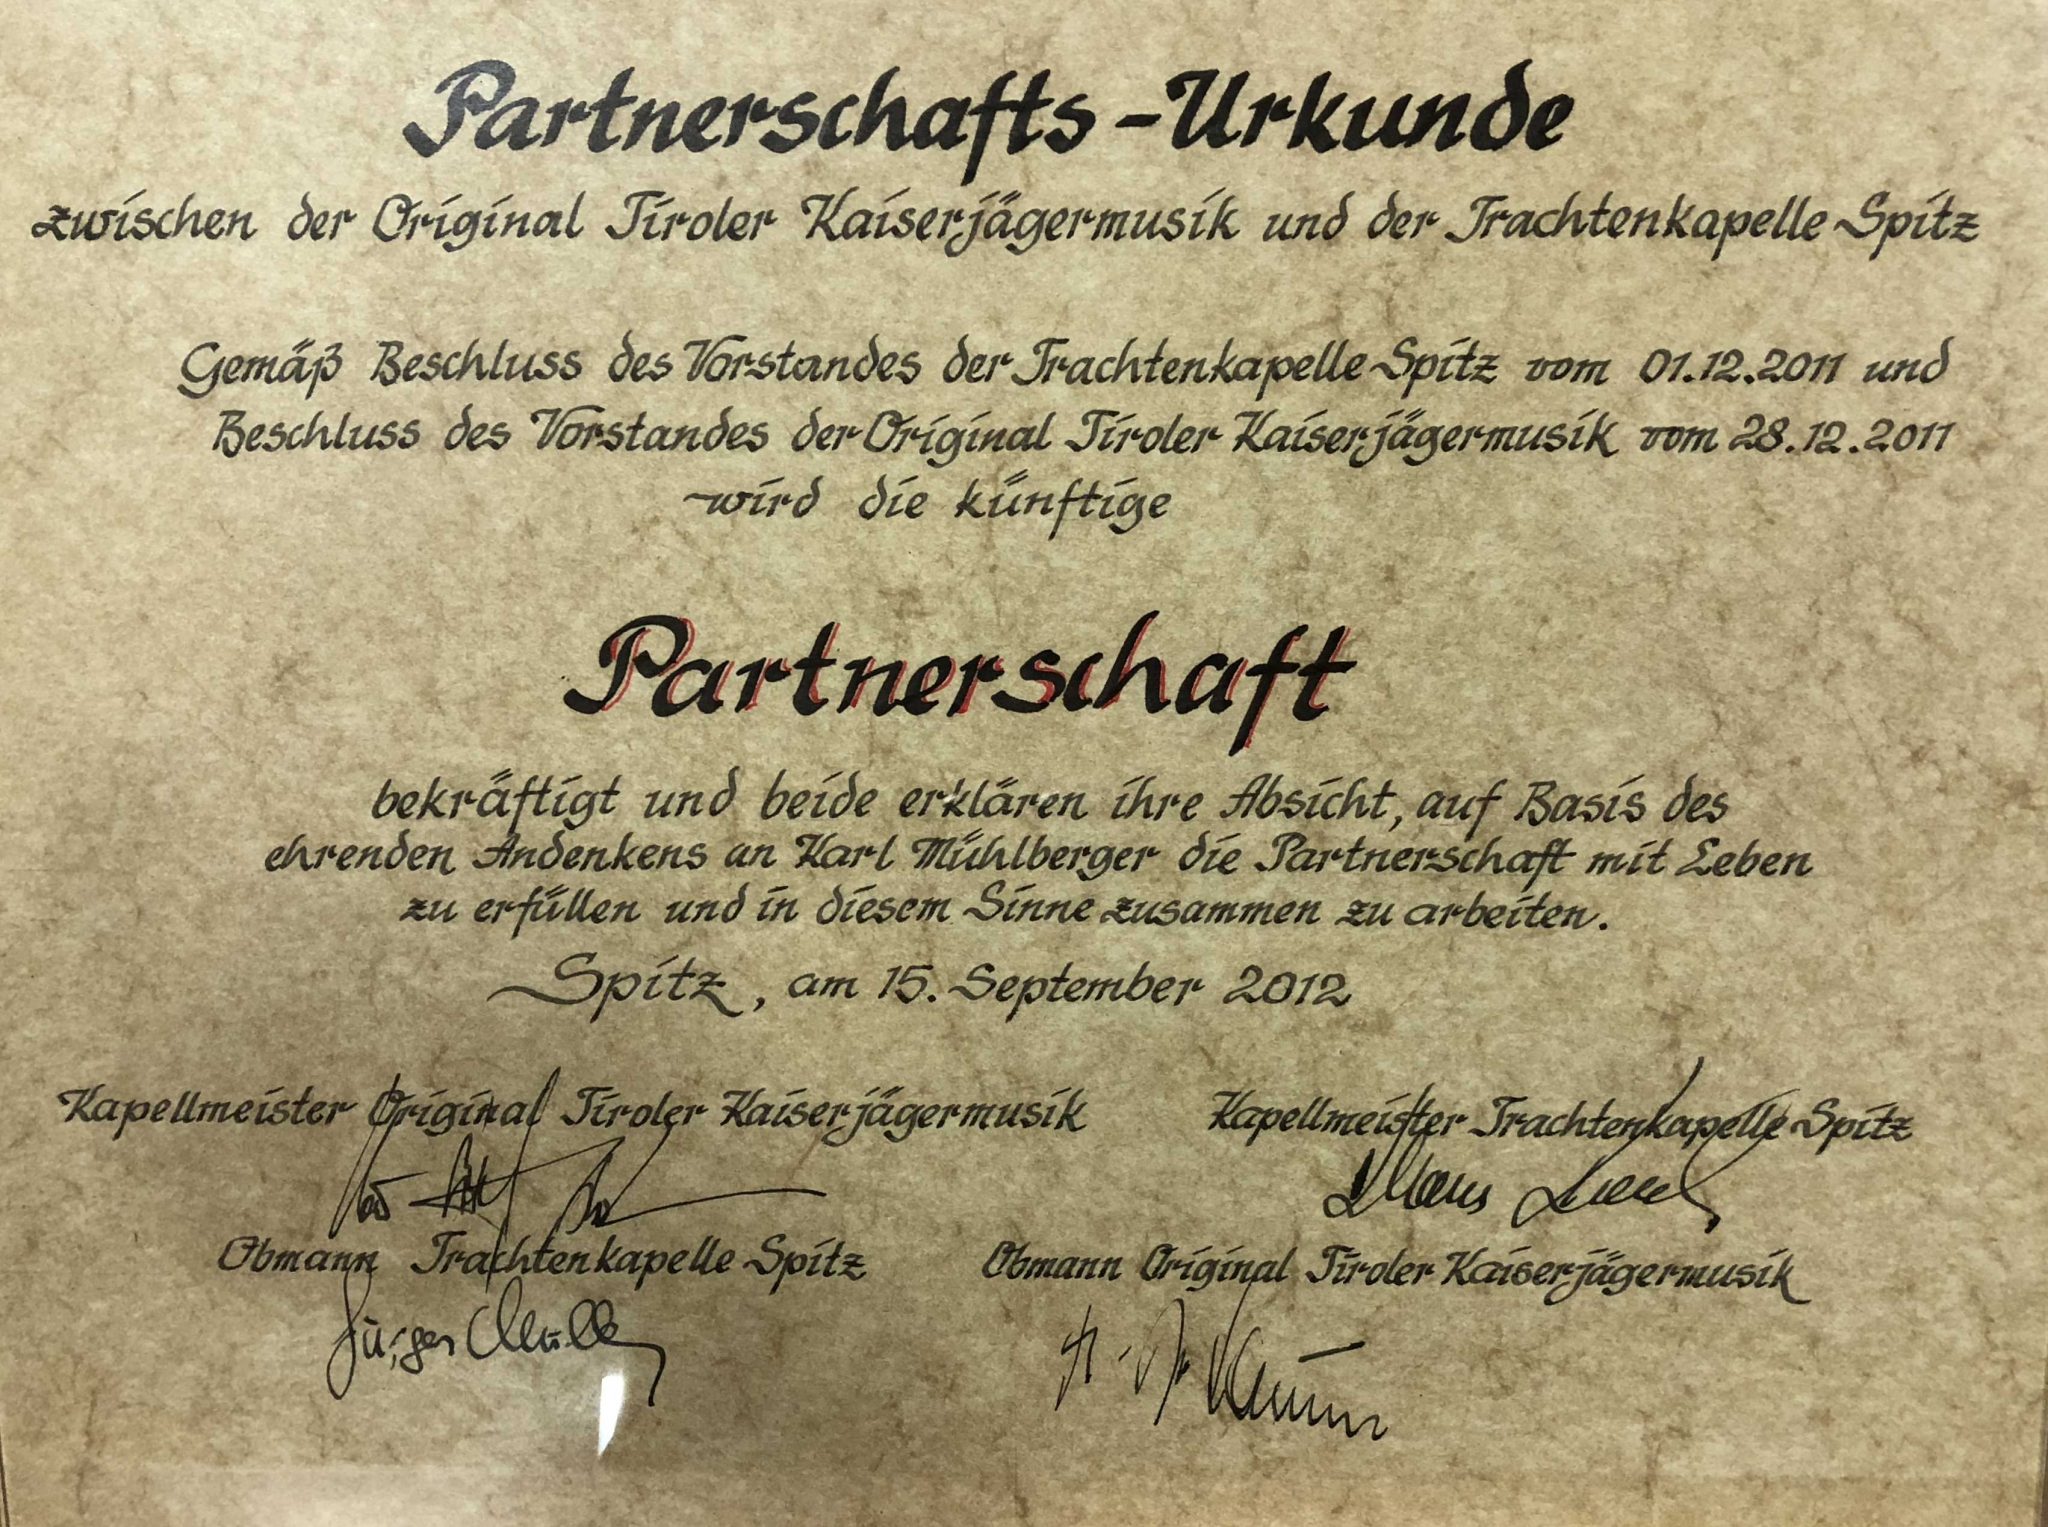 Partnerschafts-Urkunde
zwischen der Original Tiroler Kaiserjägermusik und der Trachtenkapelle Spitz
Gemäß Beschluss des Vorstandes der Trachtenkapelle Spitz vom 01.12.2011 und
Beschluss des Vorstandes der Original Tiroler Kaiserjägermusik vom 28.12.2011
wird die künftige
Partnerschaft
bekräftigt und beide erklären ihre Absicht, auf Basis des
ehrenden Andenkens an Karl Mühlberger die Partnerschaft mit Leben
zu erfüllen und in diesem Sinne zusammen zu arbeiten.
Spitz, am 15. September 2012
Kapellmeister Original Tiroler Kaiserjägermusik
Kapellmeister Trachtenkapelle Spitz
Obmann Trachtenkapelle Spitz
Obmann Original Tiroler Kaiserjägermusik